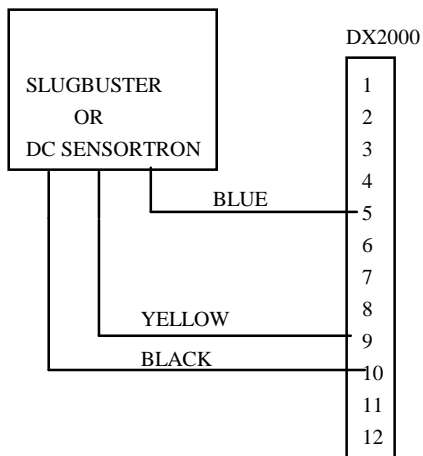 DX2000
SLUGBUSTER
OR
DC SENSORTRON
1
2
3
4
BLUE
5
6
7
8
YELLOW
9
BLACK
10
11
12